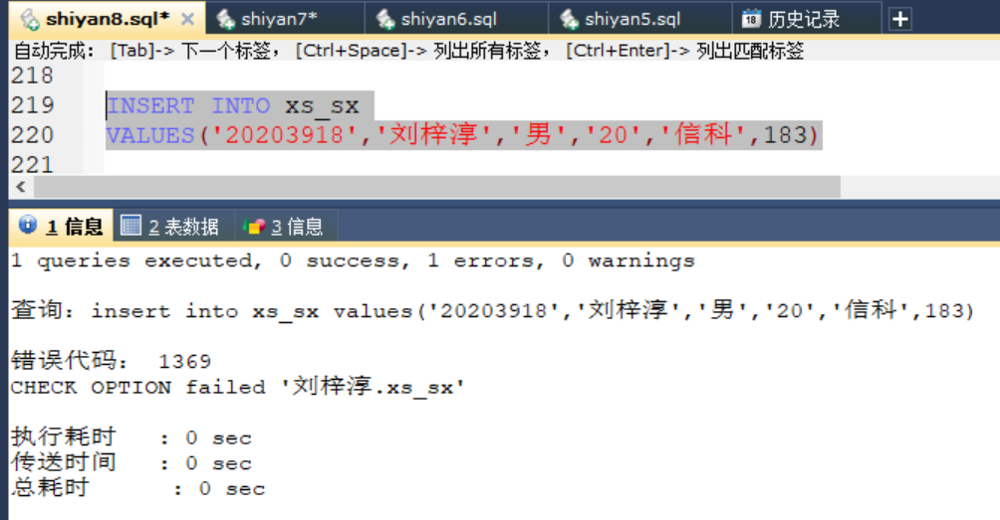 shiyan8.sql* × shiyan7* shiyan6.sql shiyan5.sql 18 历史记录 +
自动完成: [Tab]-> 下一个标签, [Ctrl+Space]-> 列出所有标签, [Ctrl+Enter]-> 列出匹配标签
218
219 INSERT INTO xs_sx
220 VALUES('20203918','刘梓淳','男','20','信科',183)
221
1 信息 2 表数据 3 信息
1 queries executed, 0 success, 1 errors, 0 warnings
查询: insert into xs_sx values('20203918','刘梓淳','男','20','信科',183)
错误代码: 1369
CHECK OPTION failed '刘梓淳.xs_sx'
执行耗时 : 0 sec
传送时间 : 0 sec
总耗时 : 0 sec